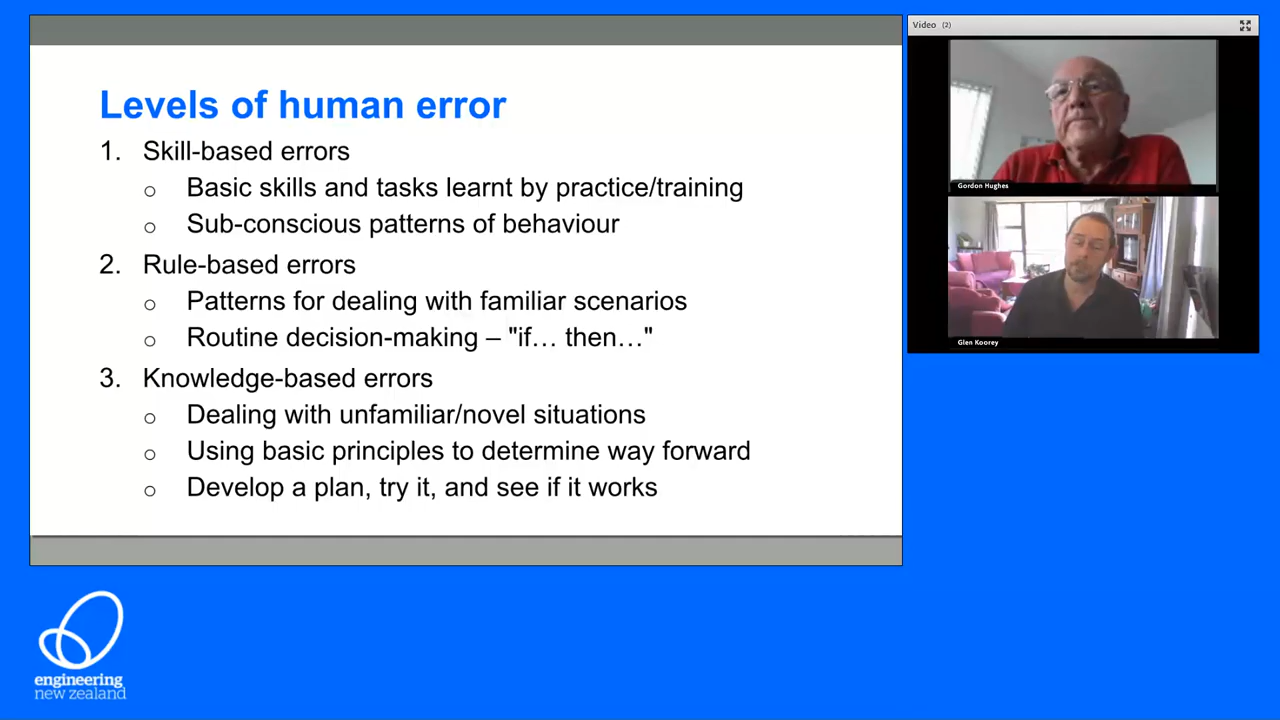 Levels of human error
1. Skill-based errors
o Basic skills and tasks learnt by practice/training
o Sub-conscious patterns of behaviour
2. Rule-based errors
o Patterns for dealing with familiar scenarios
o Routine decision-making – "if… then…"
3. Knowledge-based errors
o Dealing with unfamiliar/novel situations
o Using basic principles to determine way forward
o Develop a plan, try it, and see if it works
Video (2)
Gordon Hughes
Glen Koorey
engineering
new zealand